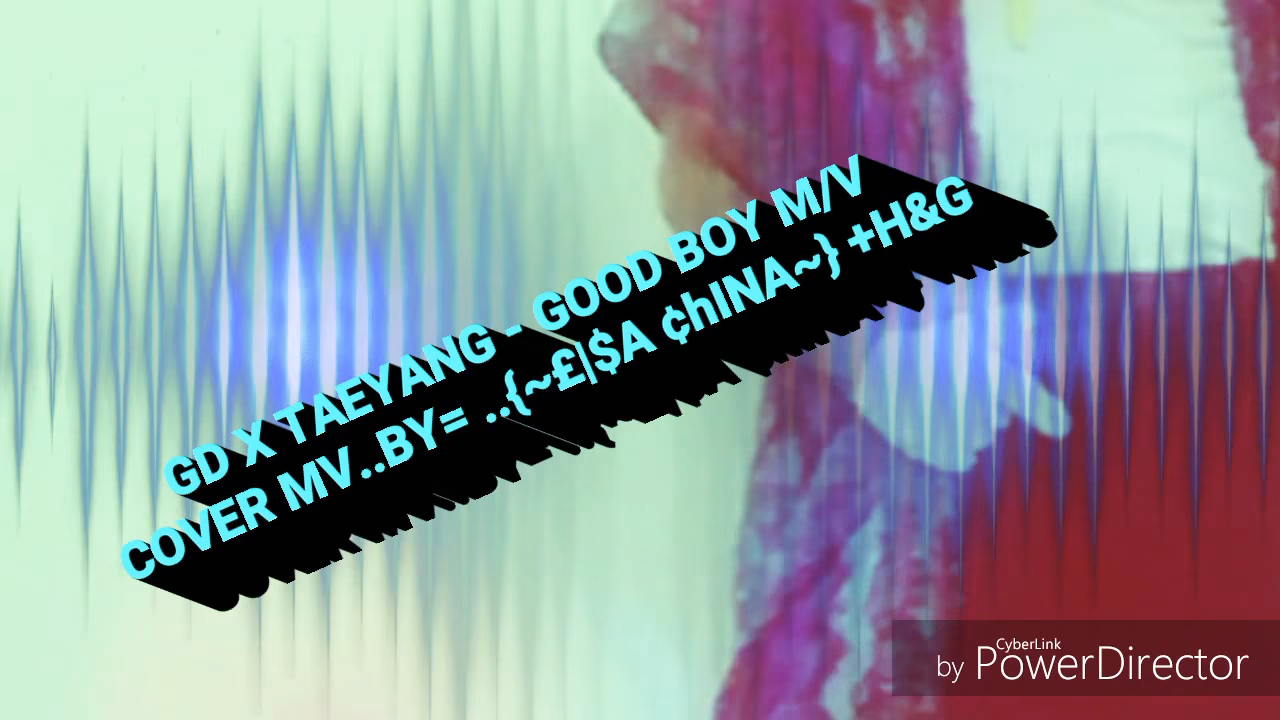 GD X TAEYANG - GOOD BOY M/V
COVER MV..BY= ..{~£|$A ¢hINA~} +H&G
CyberLink
by PowerDirector